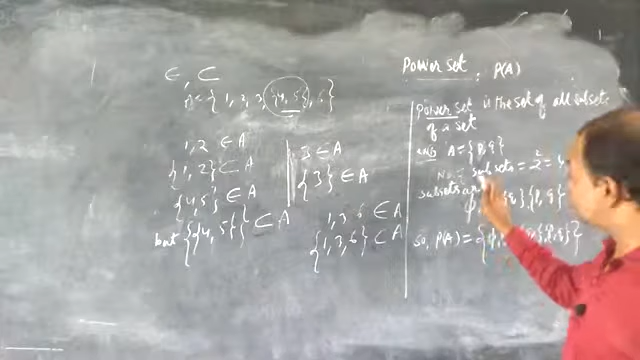 ∈, ⊂
A = { 1, 2, 3, {4, 5}, 6 }
1, 2 ∈ A
{1, 2} ⊂ A
{4, 5} ∈ A
but {{4, 5}} ⊂ A
3 ∈ A
{3} ∈ A
1, 3, 6 ∈ A
{1, 3, 6} ⊂ A
Power set : P(A)
Power set is the set of all subsets
of a set
A = {p, q}
subsets = 2² = 4
subsets are
{q} {p, q}
so, P(A) = {φ, {p, q}}